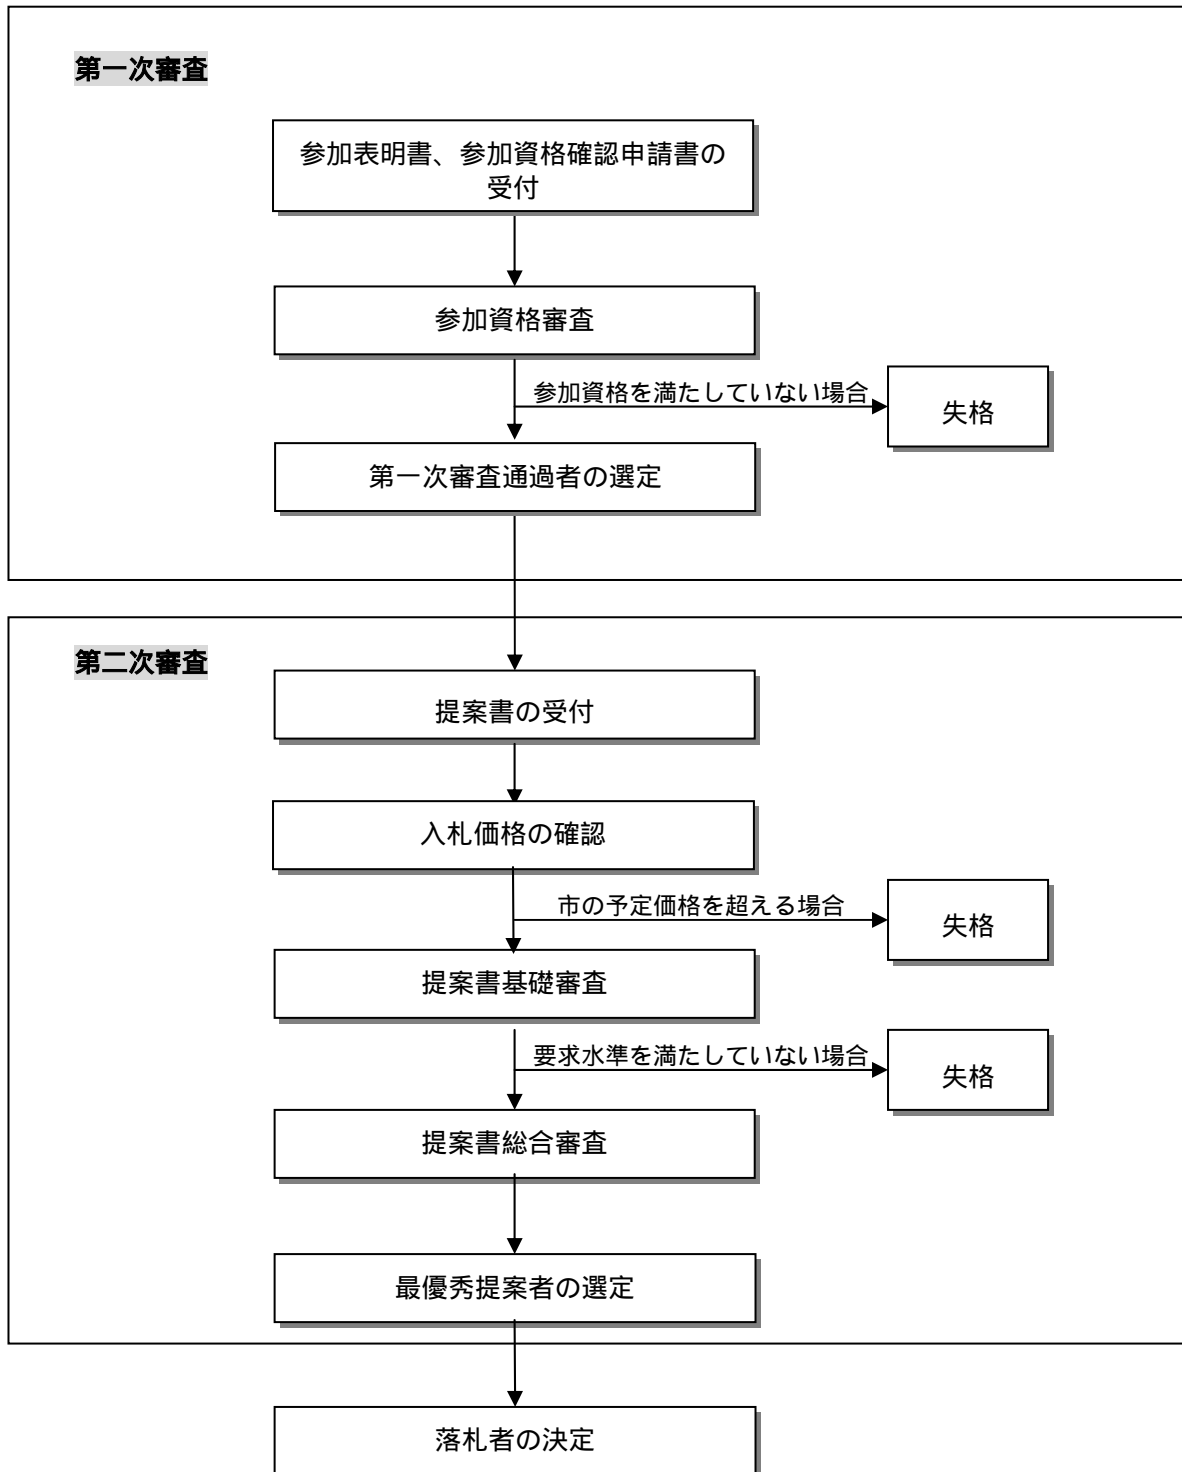 第一次審査
参加表明書、参加資格確認申請書の
受付
参加資格審査
参加資格を満たしていない場合
失格
第一次審査通過者の選定
第二次審査
提案書の受付
入札価格の確認
市の予定価格を超える場合
失格
提案書基礎審査
要求水準を満たしていない場合
失格
提案書総合審査
最優秀提案者の選定
落札者の決定